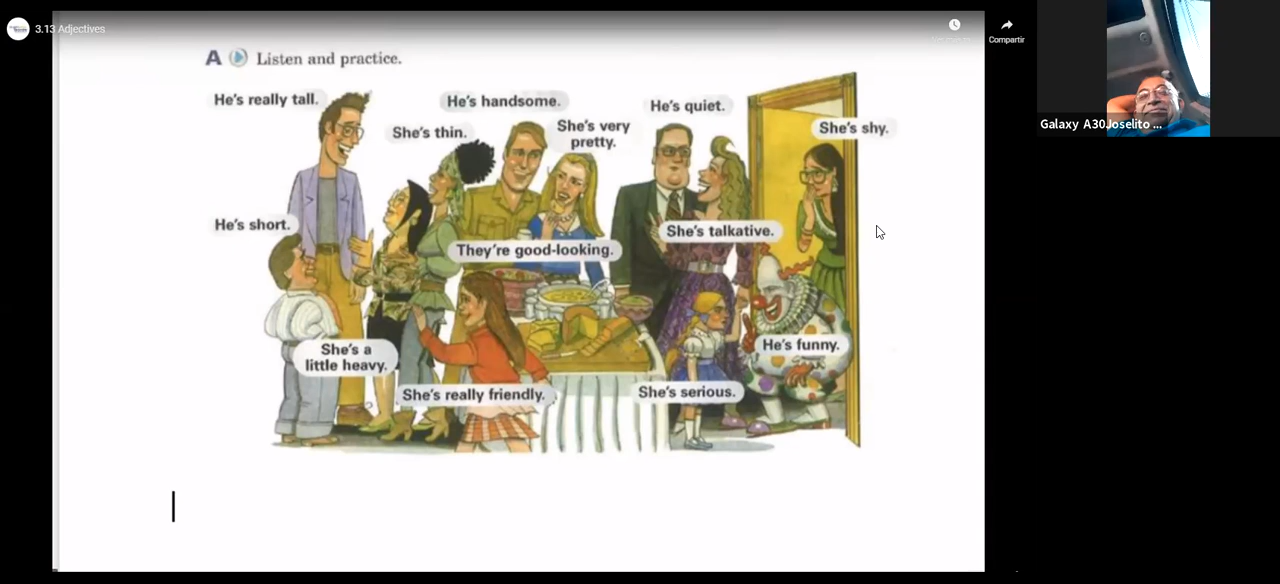 3.13 Adjectives
Compartir
A Listen and practice.
He's really tall.
He's handsome.
He's quiet.
She's thin.
She's very
pretty.
She's shy.
He's short.
They're good-looking.
She's talkative.
She's a
little heavy.
He's funny.
She's really friendly.
She's serious.
Galaxy A30 Joselito ...